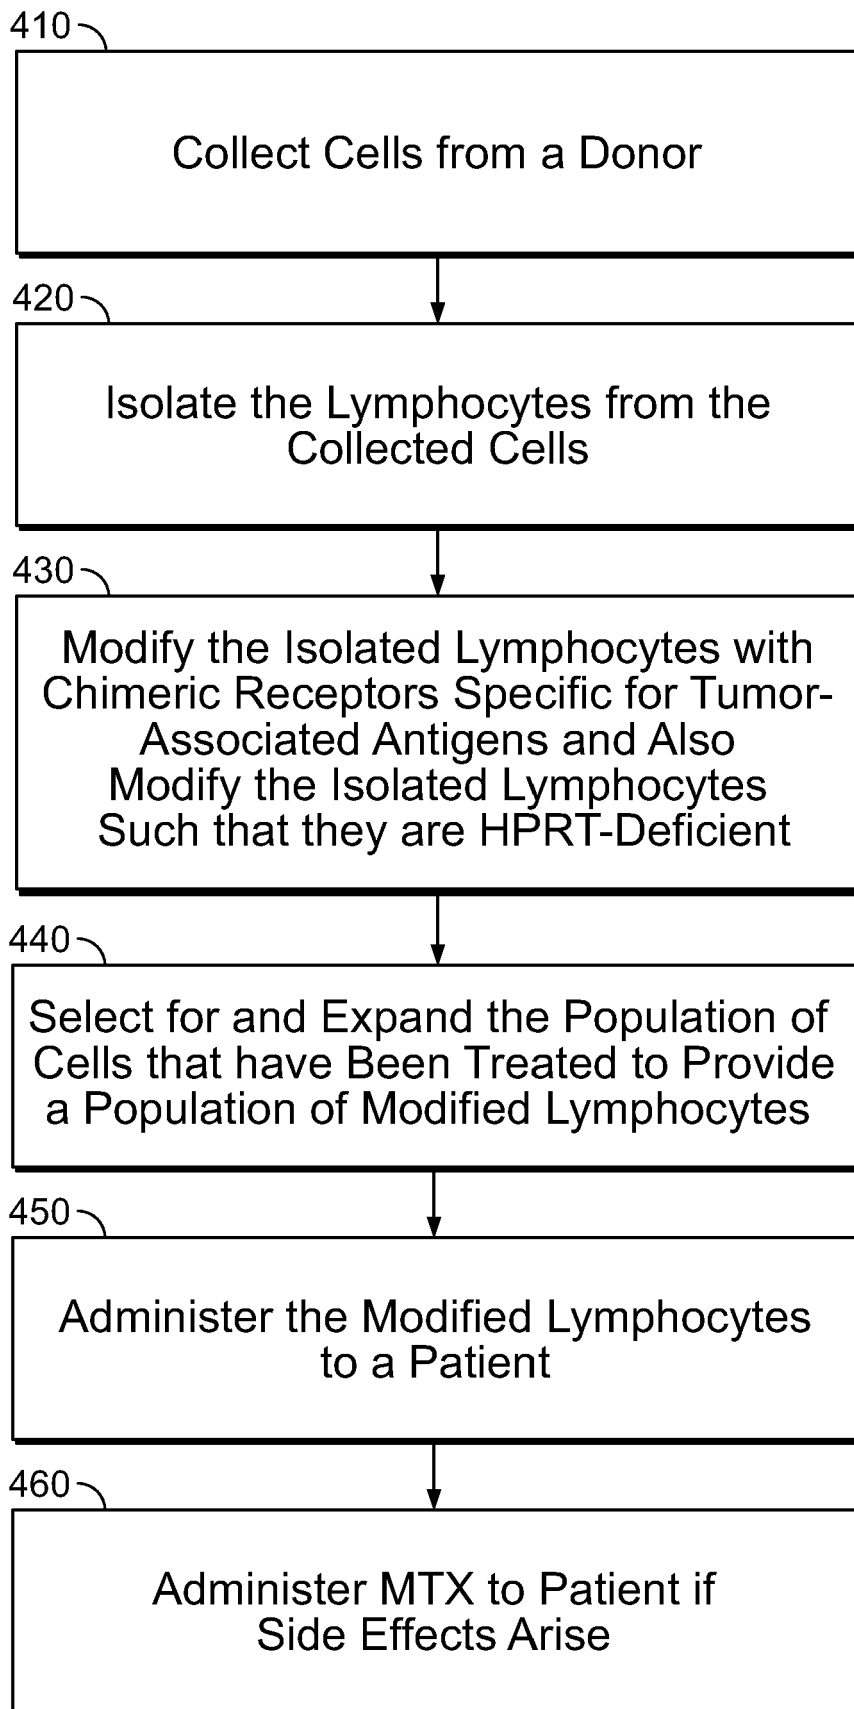 410
Collect Cells from a Donor
420
Isolate the Lymphocytes from the
Collected Cells
430
Modify the Isolated Lymphocytes with
Chimeric Receptors Specific for Tumor-
Associated Antigens and Also
Modify the Isolated Lymphocytes
Such that they are HPRT-Deficient
440
Select for and Expand the Population of
Cells that have Been Treated to Provide
a Population of Modified Lymphocytes
450
Administer the Modified Lymphocytes
to a Patient
460
Administer MTX to Patient if
Side Effects Arise